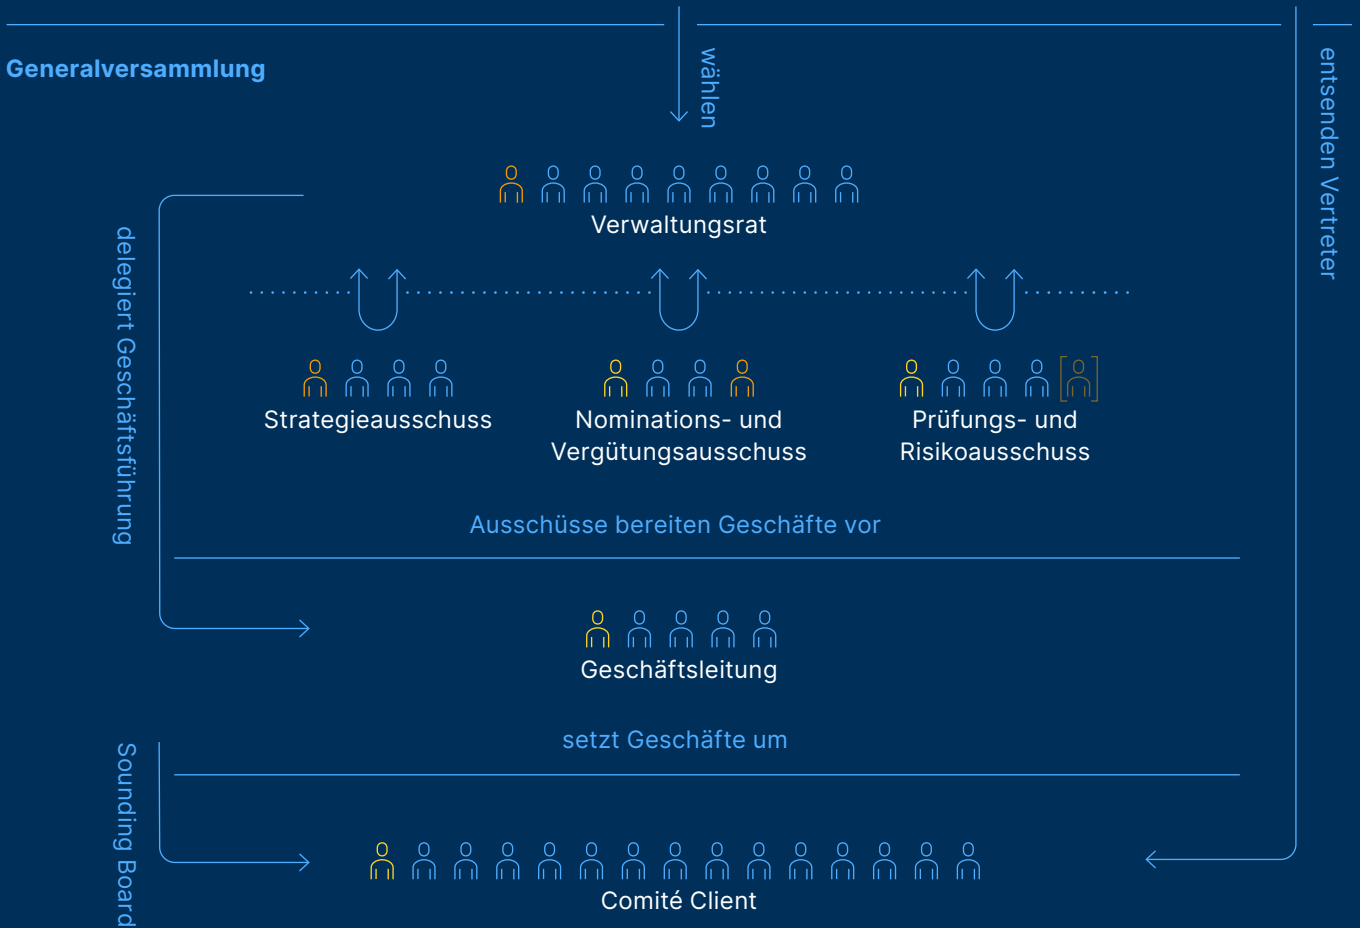 Generalversammlung
wählen
entsenden Vertreter
Verwaltungsrat
delegiert Geschäftsführung
Strategieausschuss
Nominations- und
Vergütungsausschuss
Prüfungs- und
Risikoausschuss
Ausschüsse bereiten Geschäfte vor
Geschäftsleitung
setzt Geschäfte um
Sounding Board
Comité Client